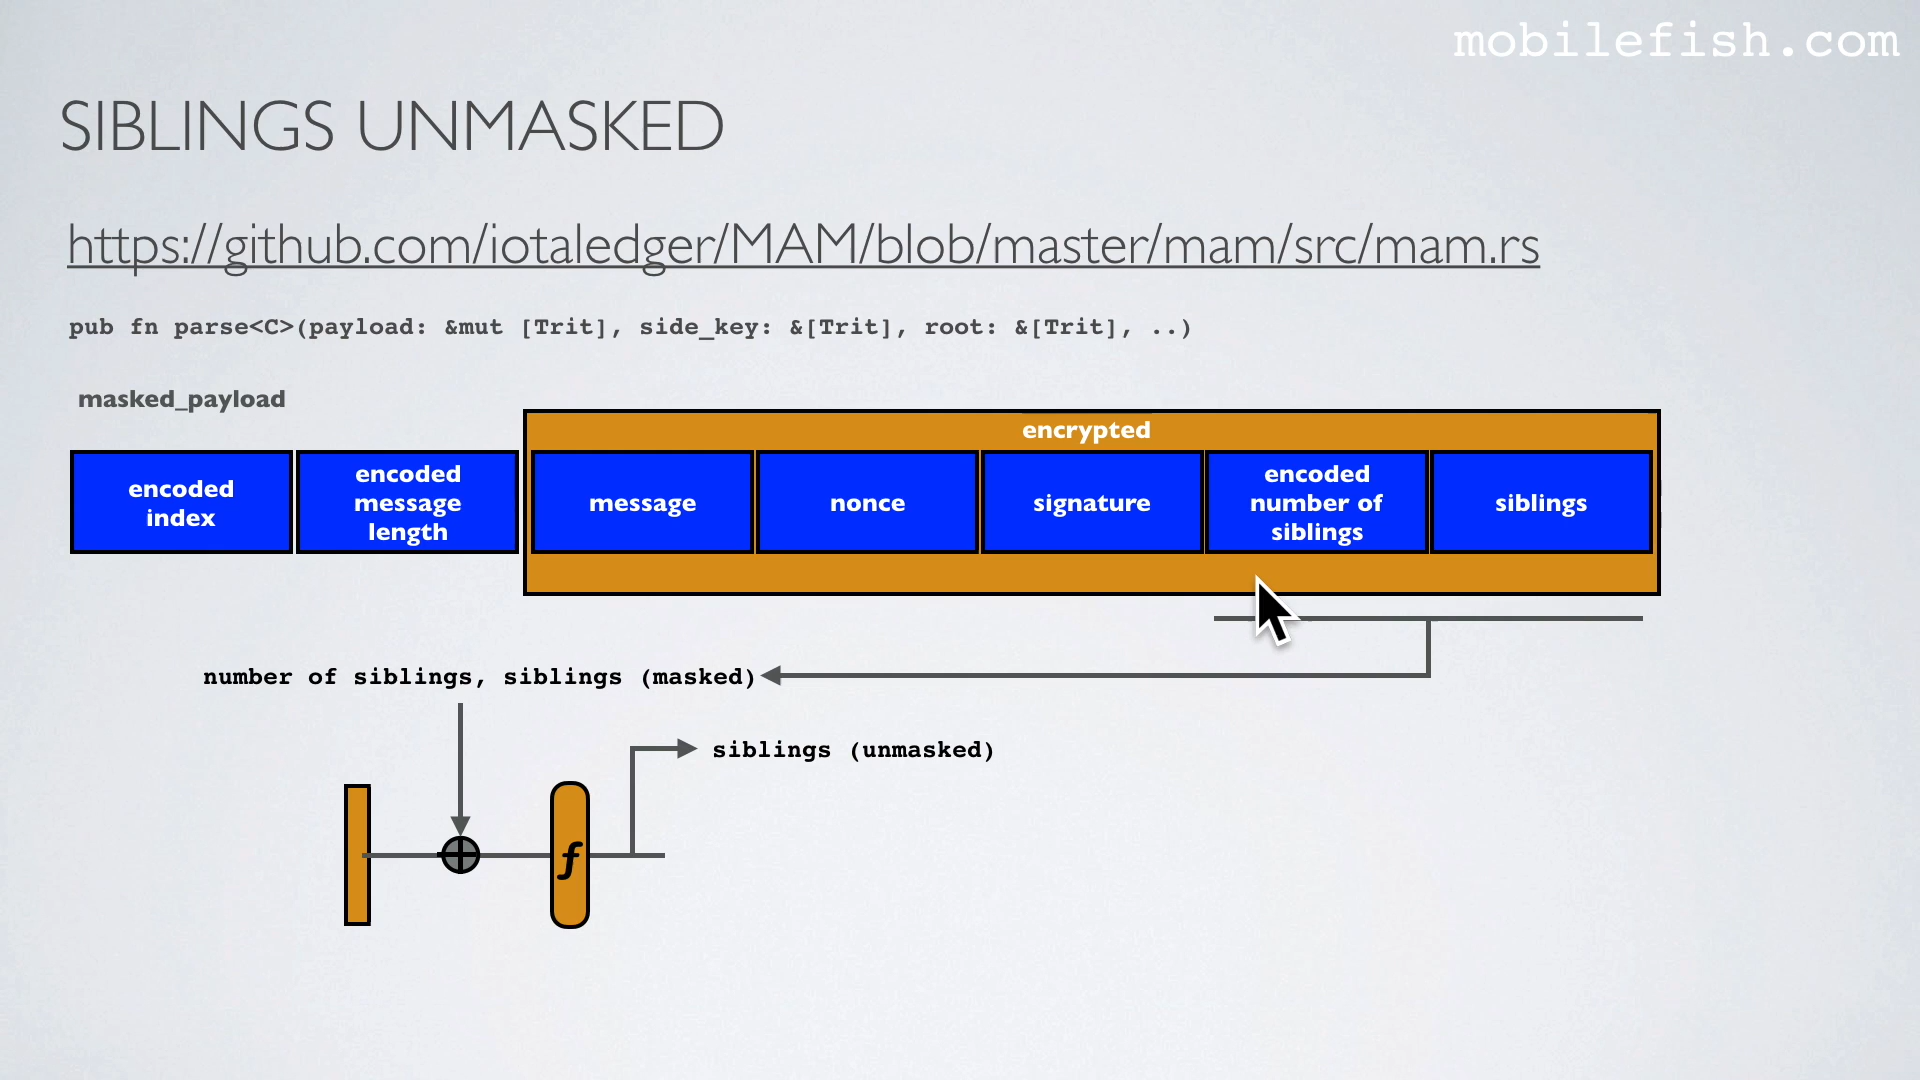 mobilefish.com
SIBLINGS UNMASKED
https://github.com/iotaledger/MAM/blob/master/mam/src/mam.rs
pub fn parse<C>(payload: &mut [Trit], side_key: &[Trit], root: &[Trit], ..)
masked_payload
encrypted
encoded
index
encoded
message
length
message
nonce
signature
encoded
number of
siblings
siblings
number of siblings, siblings (masked)
siblings (unmasked)
f